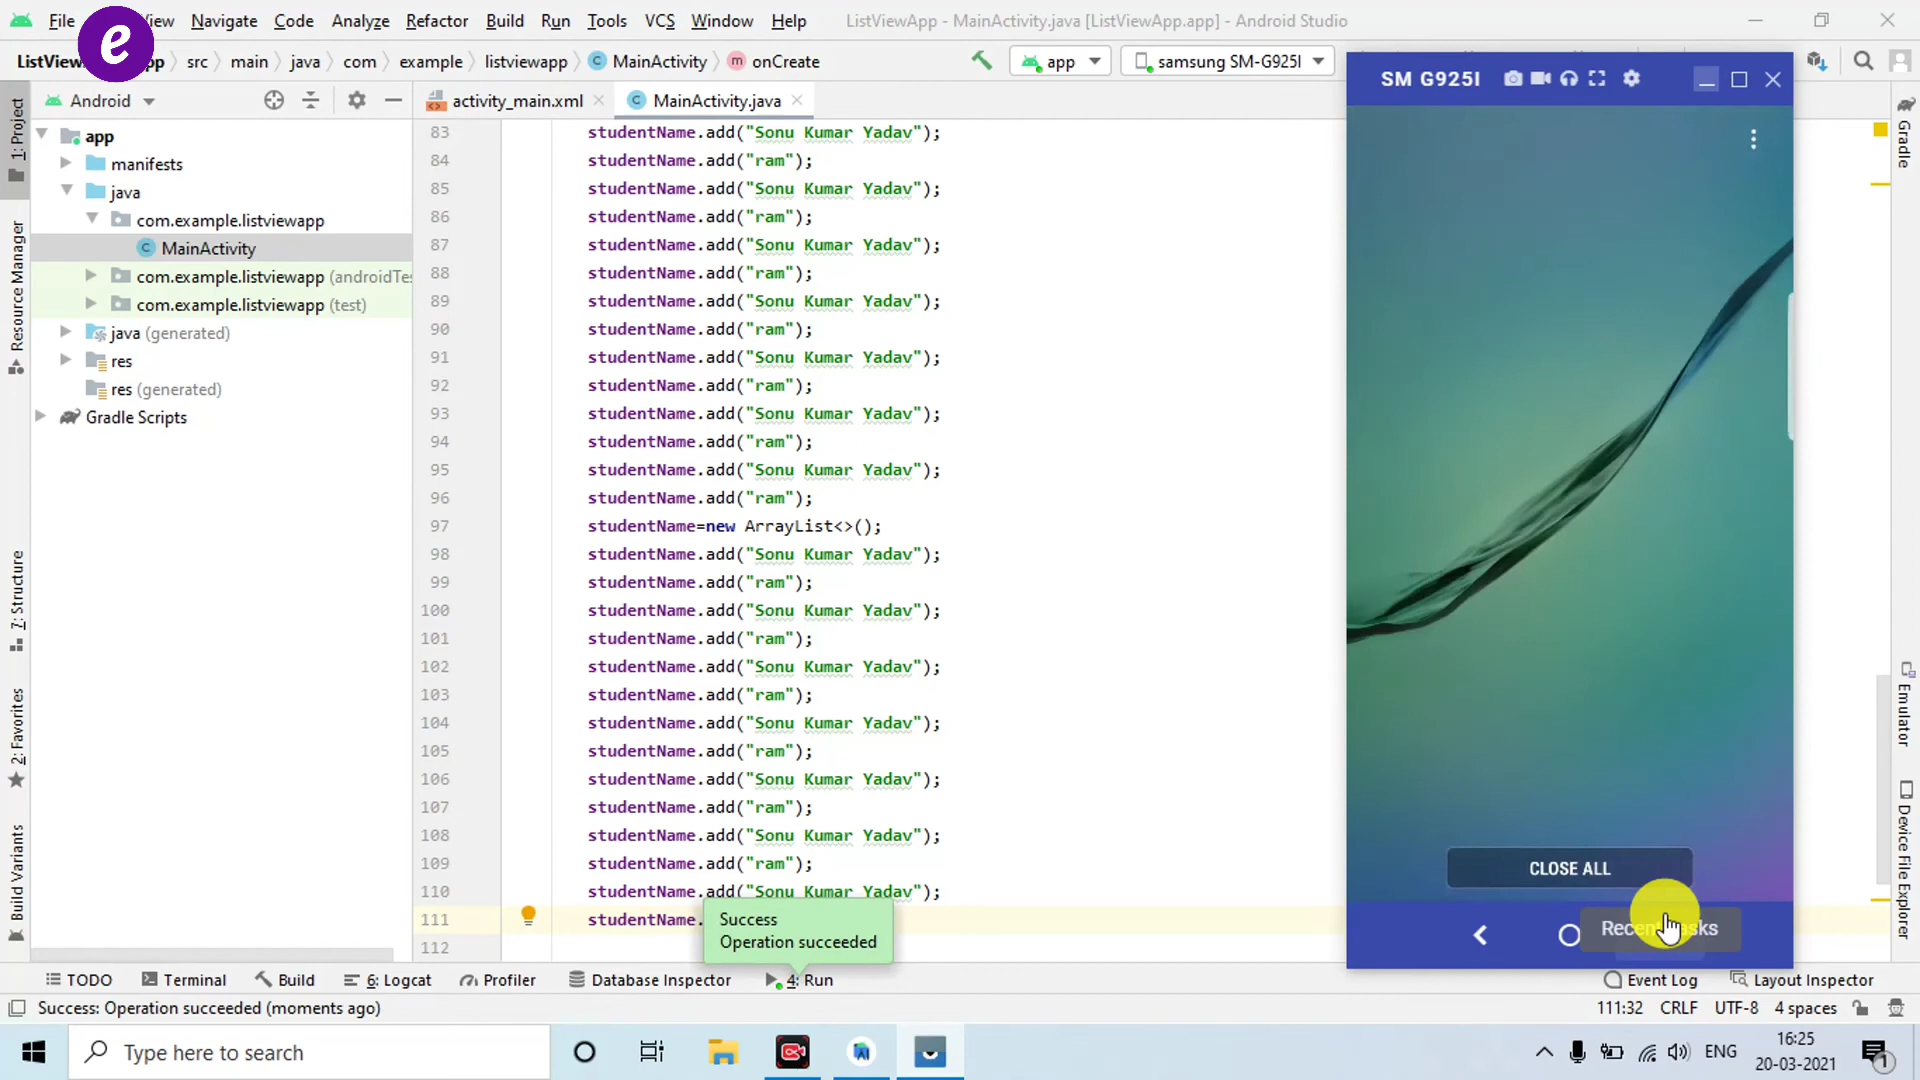 File View Navigate Code Analyze Refactor Build Run Tools VCS Window Help ListViewApp - MainActivity.java [ListViewApp.app] - Android Studio
e
src main java com example listviewapp MainActivity onCreate app samsung SM-G925I
SM G925I
Android
activity_main.xml MainActivity.java
1: Project
Resource Manager
7: Structure
2: Favorites
Build Variants
app
manifests
java
com.example.listviewapp
MainActivity
com.example.listviewapp (androidTes
com.example.listviewapp (test)
java (generated)
res
res (generated)
Gradle Scripts
83 studentName.add("Sonu Kumar Yadav");
84 studentName.add("ram");
85 studentName.add("Sonu Kumar Yadav");
86 studentName.add("ram");
87 studentName.add("Sonu Kumar Yadav");
88 studentName.add("ram");
89 studentName.add("Sonu Kumar Yadav");
90 studentName.add("ram");
91 studentName.add("Sonu Kumar Yadav");
92 studentName.add("ram");
93 studentName.add("Sonu Kumar Yadav");
94 studentName.add("ram");
95 studentName.add("Sonu Kumar Yadav");
96 studentName.add("ram");
97 studentName=new ArrayList<>();
98 studentName.add("Sonu Kumar Yadav");
99 studentName.add("ram");
100 studentName.add("Sonu Kumar Yadav");
101 studentName.add("ram");
102 studentName.add("Sonu Kumar Yadav");
103 studentName.add("ram");
104 studentName.add("Sonu Kumar Yadav");
105 studentName.add("ram");
106 studentName.add("Sonu Kumar Yadav");
107 studentName.add("ram");
108 studentName.add("Sonu Kumar Yadav");
109 studentName.add("ram");
110 studentName.add("Sonu Kumar Yadav");
111 studentName.
112
Success
Operation succeeded
CLOSE ALL
Recent
Gradle
Emulator
Device File Explorer
TODO Terminal Build 6: Logcat Profiler Database Inspector 4: Run Event Log Layout Inspector
Success: Operation succeeded (moments ago) 111:32 CRLF UTF-8 4 spaces
Type here to search
AI
ENG
16:25
20-03-2021
1